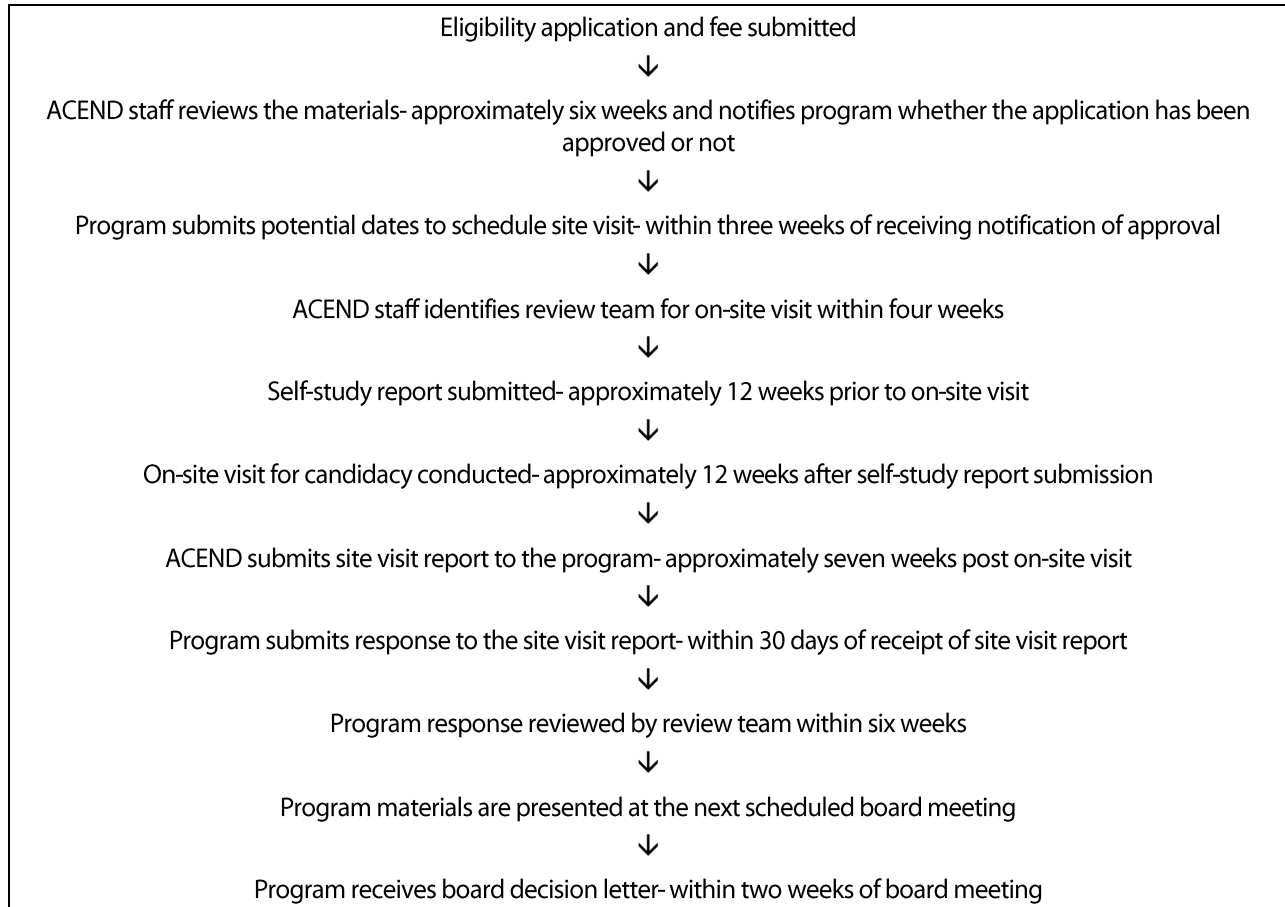 Eligibility application and fee submitted
↓
ACEND staff reviews the materials- approximately six weeks and notifies program whether the application has been
approved or not
↓
Program submits potential dates to schedule site visit- within three weeks of receiving notification of approval
↓
ACEND staff identifies review team for on-site visit within four weeks
↓
Self-study report submitted- approximately 12 weeks prior to on-site visit
↓
On-site visit for candidacy conducted- approximately 12 weeks after self-study report submission
↓
ACEND submits site visit report to the program- approximately seven weeks post on-site visit
↓
Program submits response to the site visit report- within 30 days of receipt of site visit report
↓
Program response reviewed by review team within six weeks
↓
Program materials are presented at the next scheduled board meeting
↓
Program receives board decision letter- within two weeks of board meeting